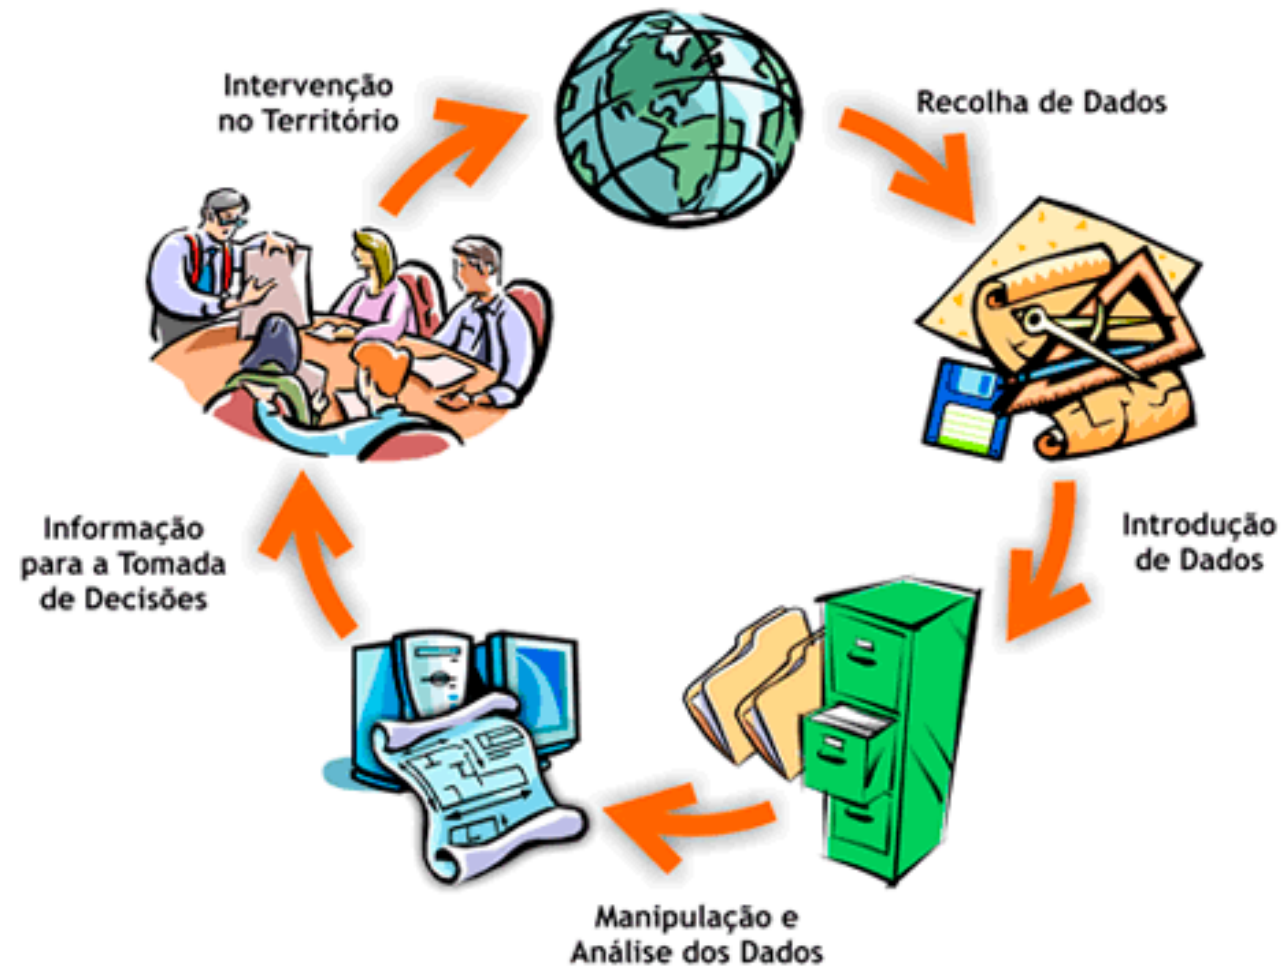 Intervenção
no Território
Recolha de Dados
Introdução
de Dados
Informação
para a Tomada
de Decisões
Manipulação e
Análise dos Dados